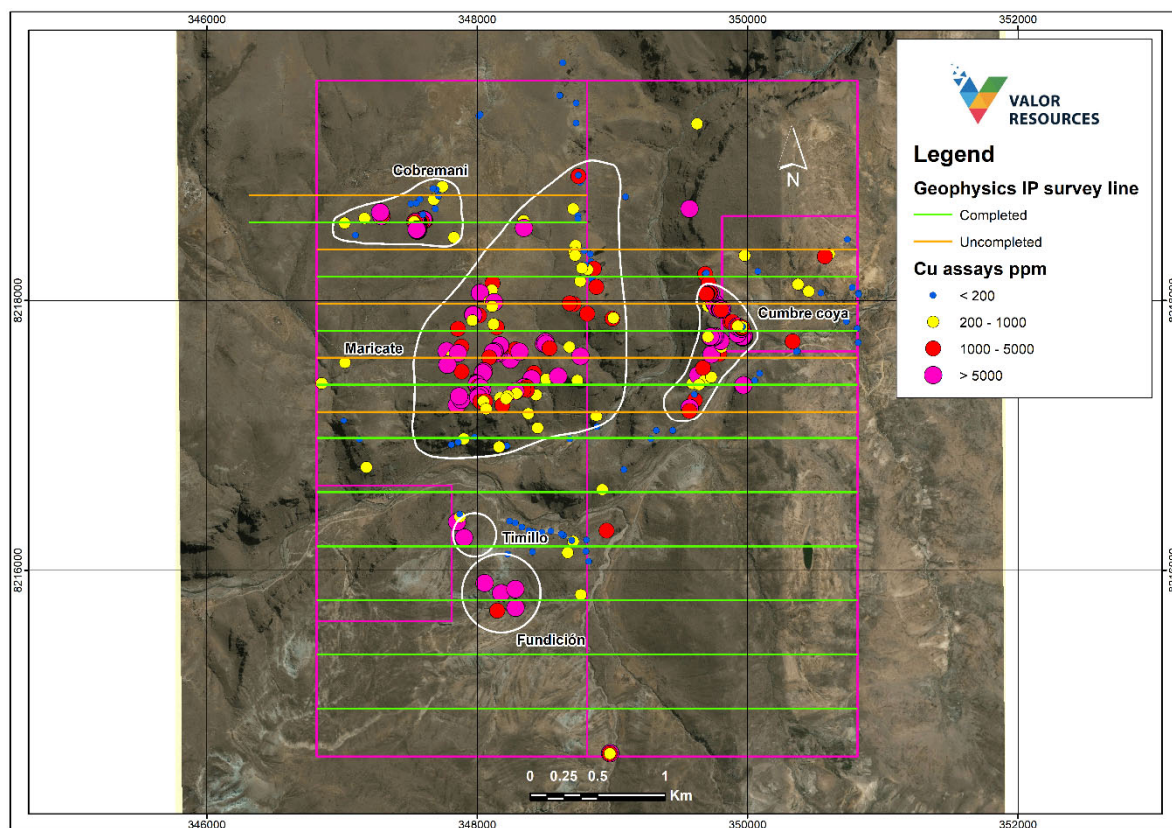 346000
348000
350000
352000
VALOR
RESOURCES
Legend
Geophysics IP survey line
Completed
Uncompleted
Cu assays ppm
< 200
200 - 1000
1000 - 5000
> 5000
N
Cobremani
8218000
Cumbre coya
Maricate
Timillo
8216000
8216000
Fundición
0 0.25 0.5 1
Km
346000
348000
350000
352000